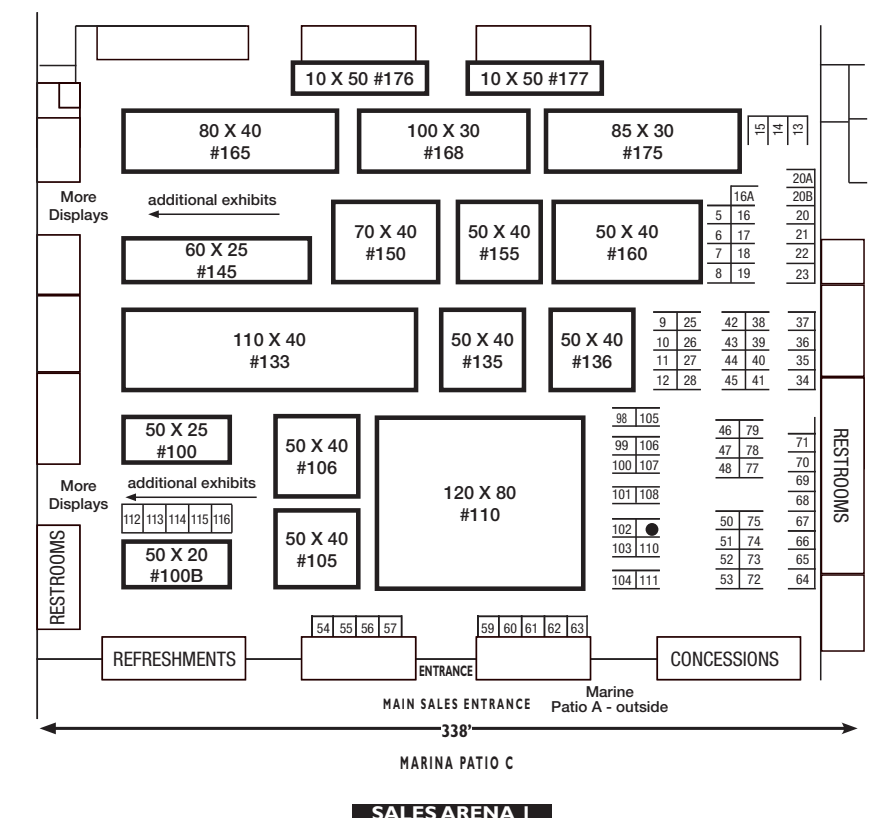 10 X 50 #176
10 X 50 #177
80 X 40
#165
100 X 30
#168
85 X 30
#175
15
14
13
More
Displays
additional exhibits
70 X 40
#150
50 X 40
#155
50 X 40
#160
60 X 25
#145
20A
16A
20B
5 16
20
6 17
21
7 18
22
8 19
23
110 X 40
#133
50 X 40
#135
50 X 40
#136
9 25
42 38
37
10 26
43 39
36
11 27
44 40
35
12 28
45 41
34
50 X 25
#100
50 X 40
#106
120 X 80
#110
98 105
99 106
100 107
101 108
102
103 110
104 111
46 79
47 78
48 77
50 75
51 74
52 73
53 72
71
70
69
68
67
66
65
64
RESTROOMS
More
Displays
additional exhibits
112 113 114 115 116
50 X 20
#100B
50 X 40
#105
RESTROOMS
54 55 56 57
59 60 61 62 63
REFRESHMENTS
ENTRANCE
CONCESSIONS
MAIN SALES ENTRANCE
Marine
Patio A - outside
338'
MARINA PATIO C
SALES ARENA I